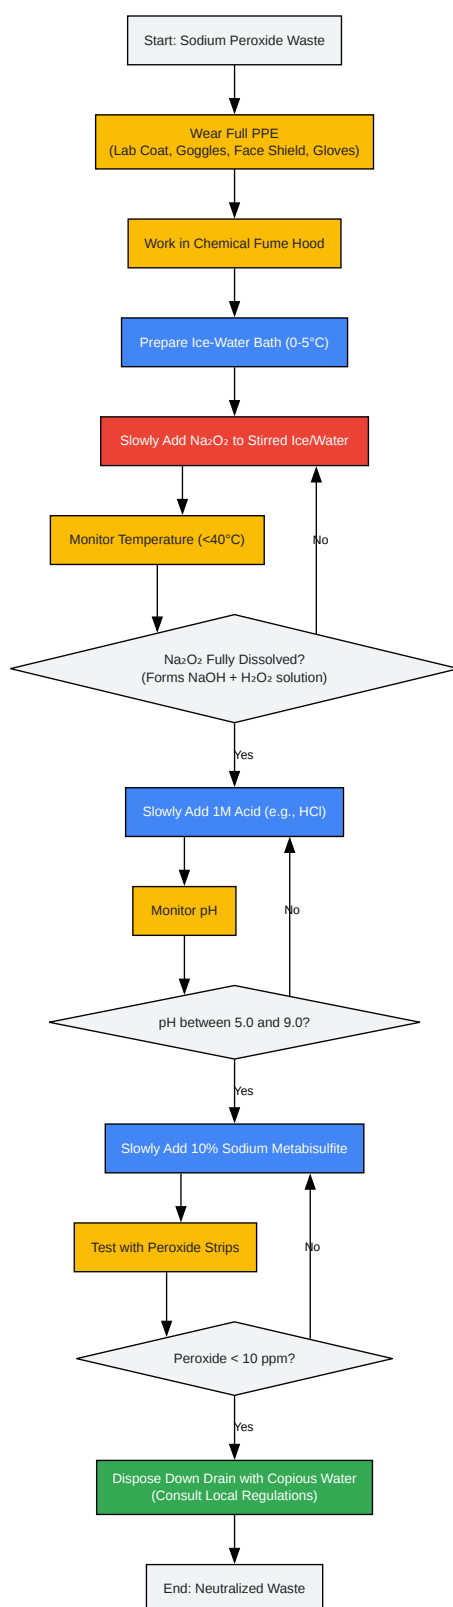 Start: Sodium Peroxide Waste
Wear Full PPE
(Lab Coat, Goggles, Face Shield, Gloves)
Work in Chemical Fume Hood
Prepare Ice-Water Bath (0-5°C)
Slowly Add Na₂O₂ to Stirred Ice/Water
Monitor Temperature (<40°C)
No
Na₂O₂ Fully Dissolved?
(Forms NaOH + H₂O₂ solution)
Yes
Slowly Add 1M Acid (e.g., HCl)
Monitor pH
No
pH between 5.0 and 9.0?
Yes
Slowly Add 10% Sodium Metabisulfite
Test with Peroxide Strips
No
Peroxide < 10 ppm?
Yes
Dispose Down Drain with Copious Water
(Consult Local Regulations)
End: Neutralized Waste